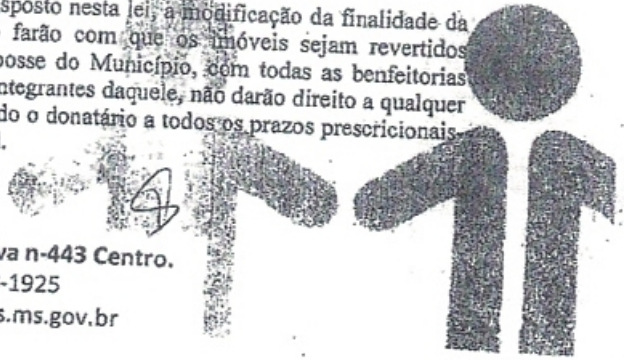 sposto nesta lei, a modificação da finalidade da
farão com que os imóveis sejam revertidos
posse do Município, com todas as benfeitorias
ntegrantes daquele, não darão direito a qualquer
do o donatário a todos os prazos prescricionais
va n-443 Centro.
-1925
s.ms.gov.br